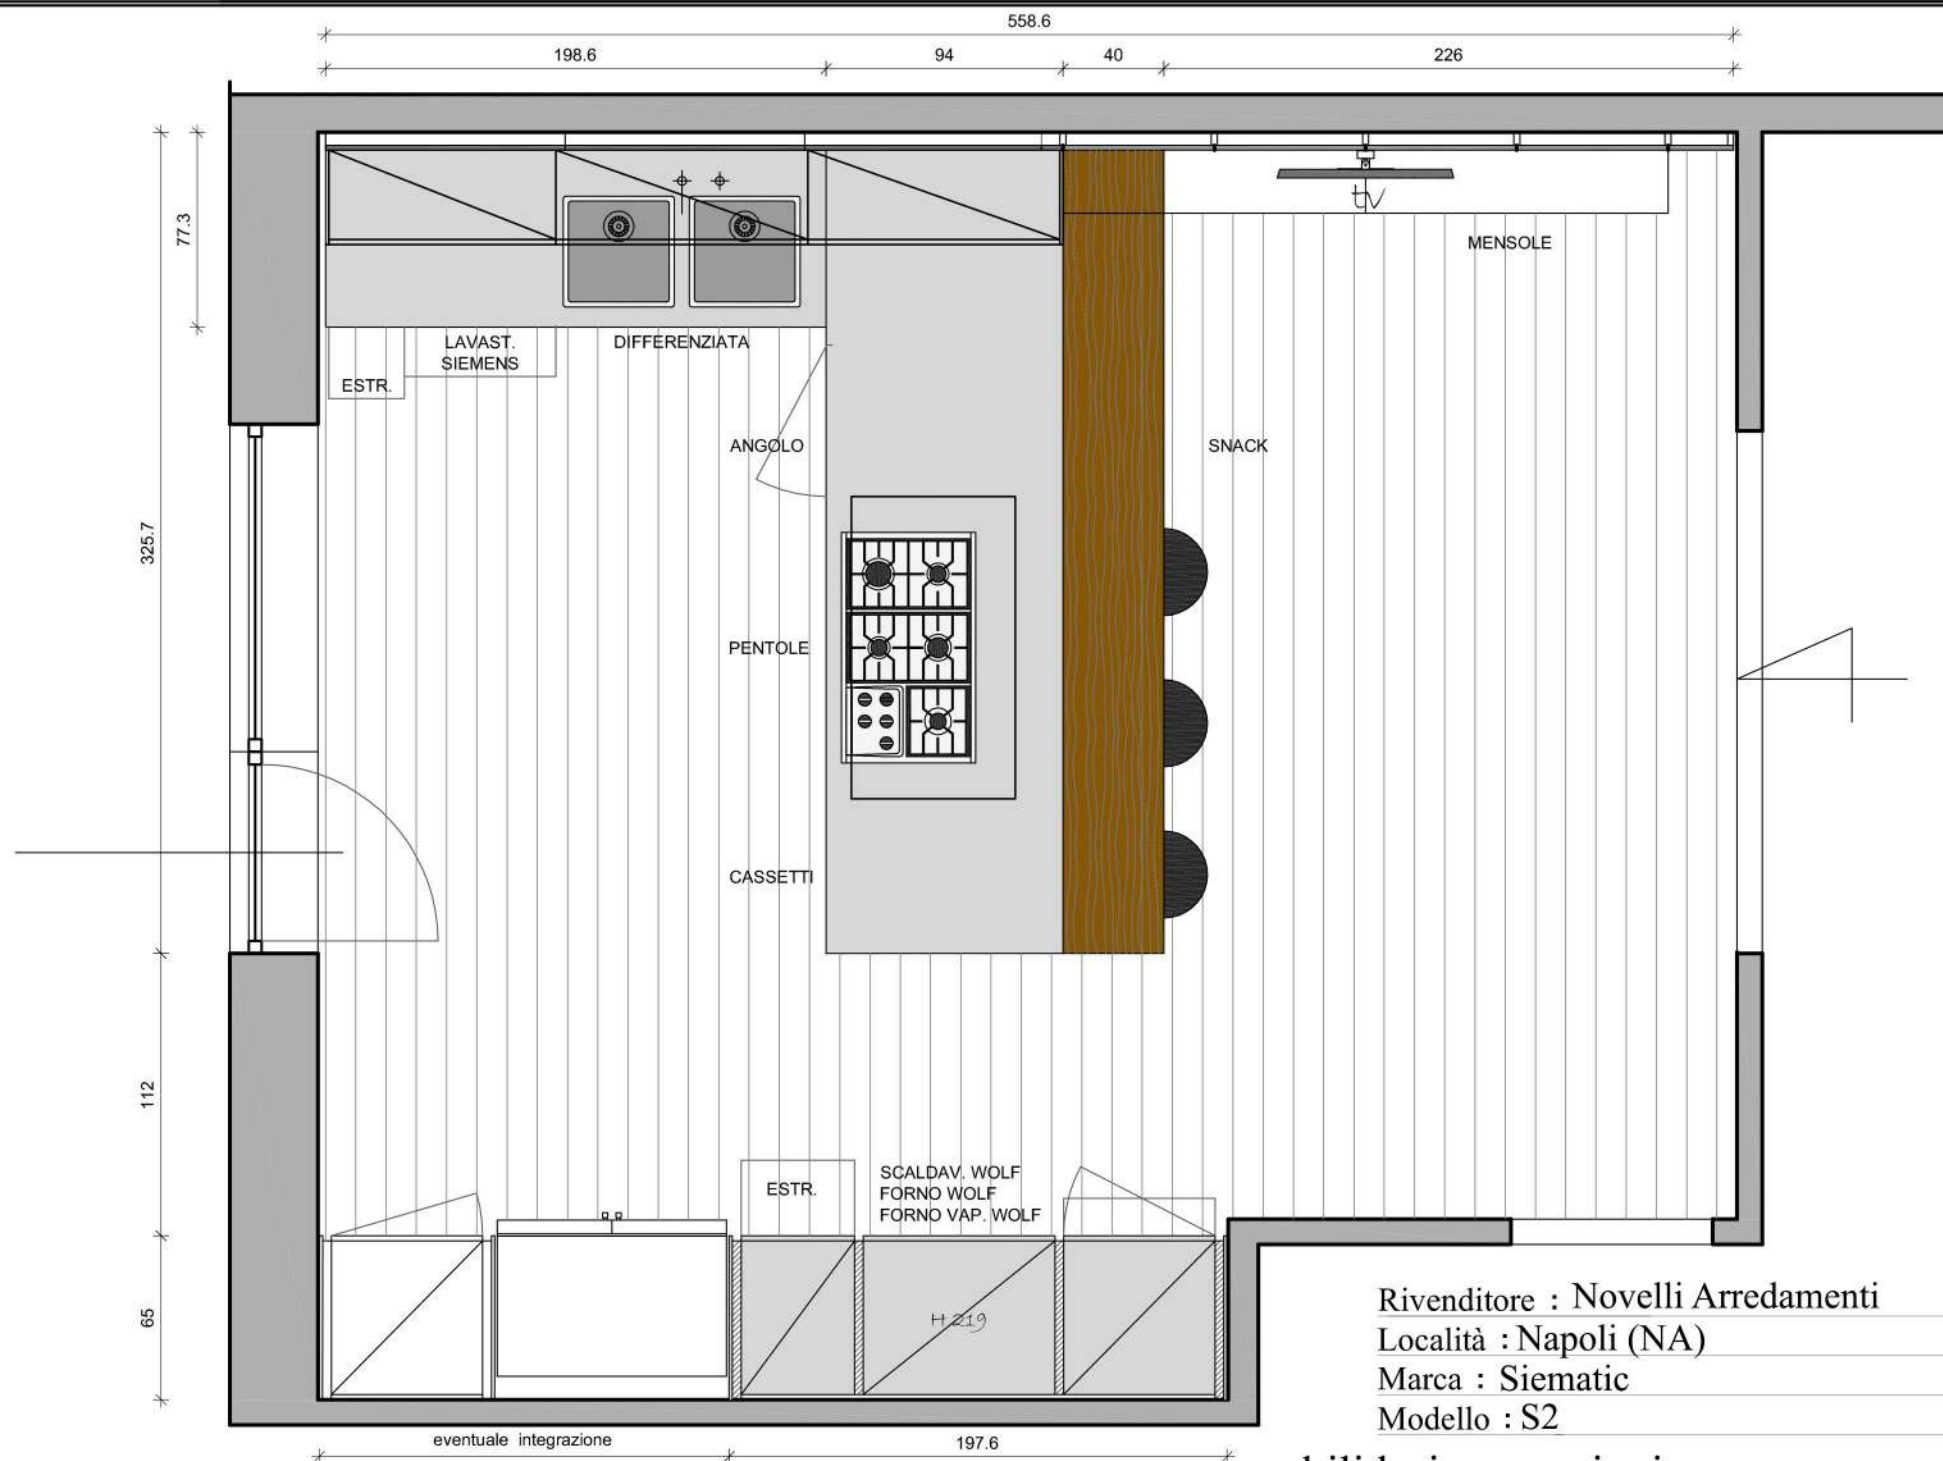 558.6
198.6 94 40 226
77.3
325.7
112
65
tv
MENSOLE
LAVAST.
SIEMENS
DIFFERENZIATA
ESTR.
ANGOLO
SNACK
PENTOLE
CASSETTI
ESTR.
SCALDAV. WOLF
FORNO WOLF
FORNO VAP. WOLF
H 219
eventuale integrazione
197.6
Rivenditore : Novelli Arredamenti
Località : Napoli (NA)
Marca : Siematic
Modello : S2